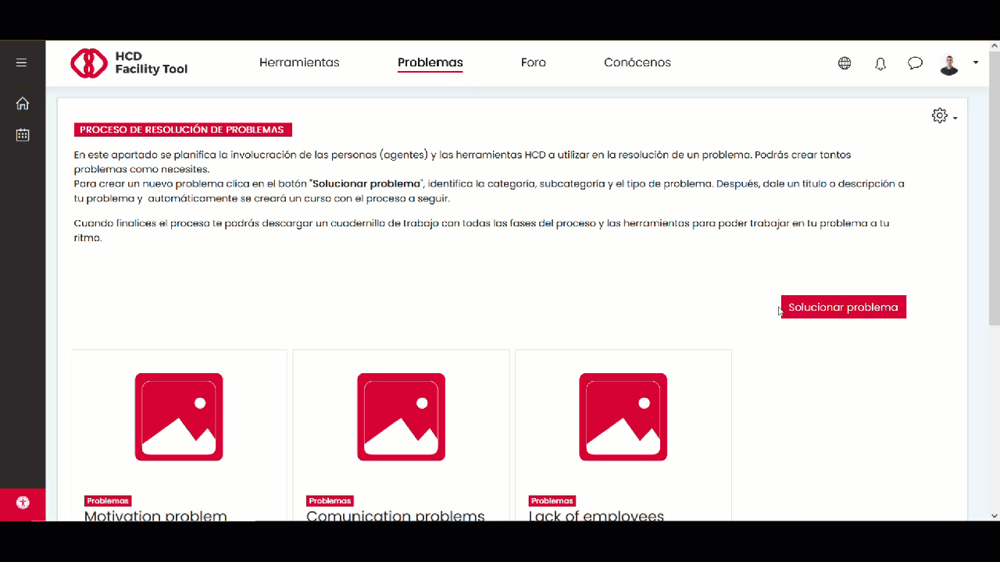 HCD
Facility Tool
Herramientas
Problemas
Foro
Conócenos
PROCESO DE RESOLUCIÓN DE PROBLEMAS
En este apartado se planifica la involucración de las personas (agentes) y las herramientas HCD a utilizar en la resolución de un problema. Podrás crear tantos
problemas como necesites.
Para crear un nuevo problema clica en el botón "Solucionar problema", identifica la categoría, subcategoría y el tipo de problema. Después, dale un título o descripción a
tu problema y automáticamente se creará un curso con el proceso a seguir.
Cuando finalices el proceso te podrás descargar un cuadernillo de trabajo con todas las fases del proceso y las herramientas para poder trabajar en tu problema a tu
ritmo.
Solucionar problema
Problemas
Motivation problem
Problemas
Comunication problems
Problemas
Lack of employees